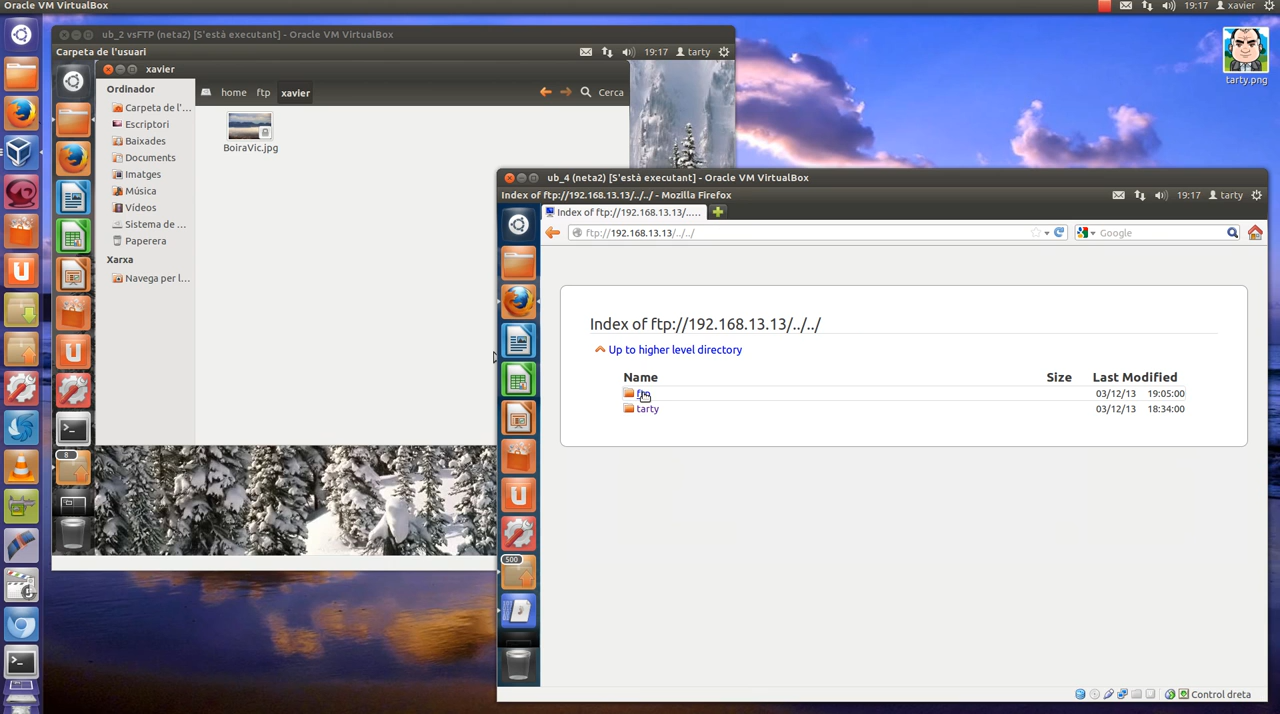 Oracle VM VirtualBox
19:17 xavier
tarty.png
ub_2 vsFTP (neta2) [S'està executant] - Oracle VM VirtualBox
Carpeta de l'usuari
19:17 tarty
xavier
Ordinador
Carpeta de l'...
Escriptori
Baixades
Documents
Imatges
Música
Vídeos
Sistema de ...
Paperera
Xarxa
Navega per l...
home ftp xavier
Cerca
BoiraVic.jpg
8
ub_4 (neta2) [S'està executant] - Oracle VM VirtualBox
Index of ftp://192.168.13.13/../../ - Mozilla Firefox
19:17 tarty
Index of ftp://192.168.13.13/.....
ftp://192.168.13.13/../../
Google
Index of ftp://192.168.13.13/../../
Up to higher level directory
Name Size Last Modified
03/12/13 19:05:00
tarty 03/12/13 18:34:00
500
Control dreta